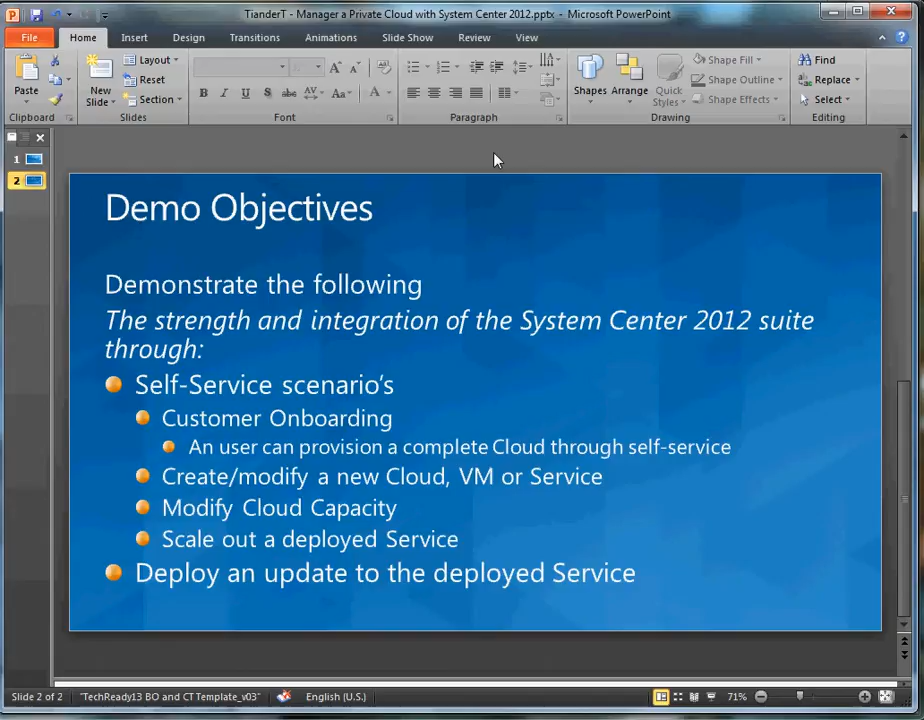 TianderT - Manager a Private Cloud with System Center 2012.pptx - Microsoft PowerPoint
File Home Insert Design Transitions Animations Slide Show Review View
Paste
Clipboard
New Slide
Layout
Reset
Section
Slides
B I U S abc AV Aa A
Font
Paragraph
Shapes
Arrange
Quick Styles
Shape Fill
Shape Outline
Shape Effects
Drawing
Find
Replace
Select
Editing
1
2
Demo Objectives
Demonstrate the following
The strength and integration of the System Center 2012 suite
through:
Self-Service scenario's
Customer Onboarding
An user can provision a complete Cloud through self-service
Create/modify a new Cloud, VM or Service
Modify Cloud Capacity
Scale out a deployed Service
Deploy an update to the deployed Service
Slide 2 of 2 "TechReady13 BO and CT Template_v03" English (U.S.) 71%